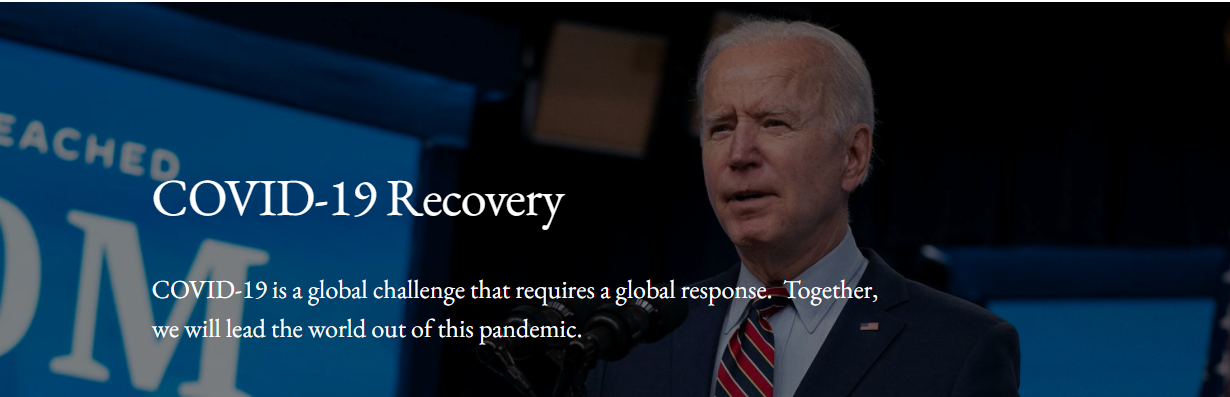 EACHED
OM
COVID-19 Recovery
COVID-19 is a global challenge that requires a global response.  Together,
we will lead the world out of this pandemic.